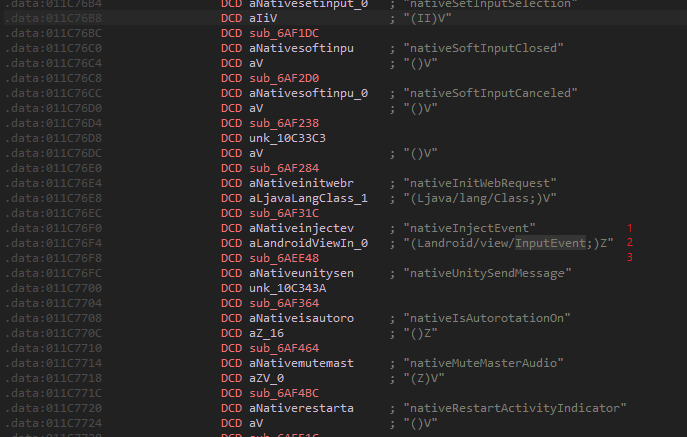 .data:011C76B4 DCD aNativesetinput_0 ; "nativeSetInputSelection"
.data:011C76B8 DCD aIiV ; "(II)V"
.data:011C76BC DCD sub_6AF1DC
.data:011C76C0 DCD aNativesoftinpu ; "nativeSoftInputClosed"
.data:011C76C4 DCD aV ; "()V"
.data:011C76C8 DCD sub_6AF2D0
.data:011C76CC DCD aNativesoftinpu_0 ; "nativeSoftInputCanceled"
.data:011C76D0 DCD aV ; "()V"
.data:011C76D4 DCD sub_6AF238
.data:011C76D8 DCD unk_10C33C3
.data:011C76DC DCD aV ; "()V"
.data:011C76E0 DCD sub_6AF284
.data:011C76E4 DCD aNativeinitwebr ; "nativeInitWebRequest"
.data:011C76E8 DCD aLjavaLangClass_1 ; "(Ljava/lang/Class;)V"
.data:011C76EC DCD sub_6AF31C
.data:011C76F0 DCD aNativeinjectev ; "nativeInjectEvent" 1
.data:011C76F4 DCD aLandroidViewIn_0 ; "(Landroid/view/InputEvent;)Z" 2
.data:011C76F8 DCD sub_6AEE48 3
.data:011C76FC DCD aNativeunitysen ; "nativeUnitySendMessage"
.data:011C7700 DCD unk_10C343A
.data:011C7704 DCD sub_6AF364
.data:011C7708 DCD aNativeisautoro ; "nativeIsAutorotationOn"
.data:011C770C DCD aZ_16 ; "()Z"
.data:011C7710 DCD sub_6AF464
.data:011C7714 DCD aNativemutemast ; "nativeMuteMasterAudio"
.data:011C7718 DCD aZV_0 ; "(Z)V"
.data:011C771C DCD sub_6AF4BC
.data:011C7720 DCD aNativerestarta ; "nativeRestartActivityIndicator"
.data:011C7724 DCD aV ; "()V"